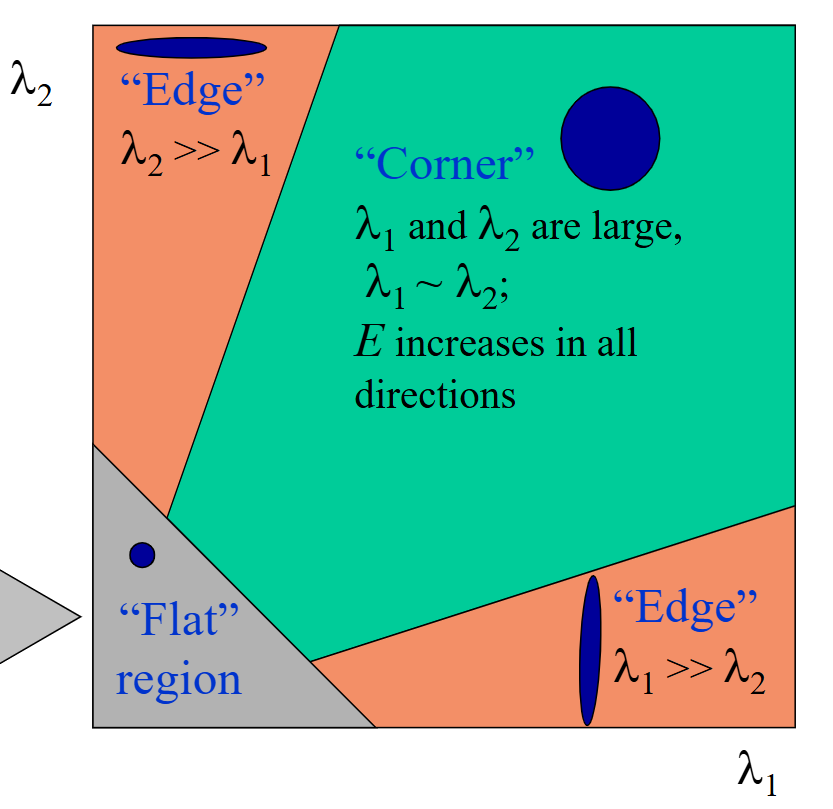 λ₂
“Edge”
λ₂ >> λ₁
“Corner”
λ₁ and λ₂ are large,
λ₁ ~ λ₂;
E increases in all
directions
“Flat”
region
“Edge”
λ₁ >> λ₂
λ₁